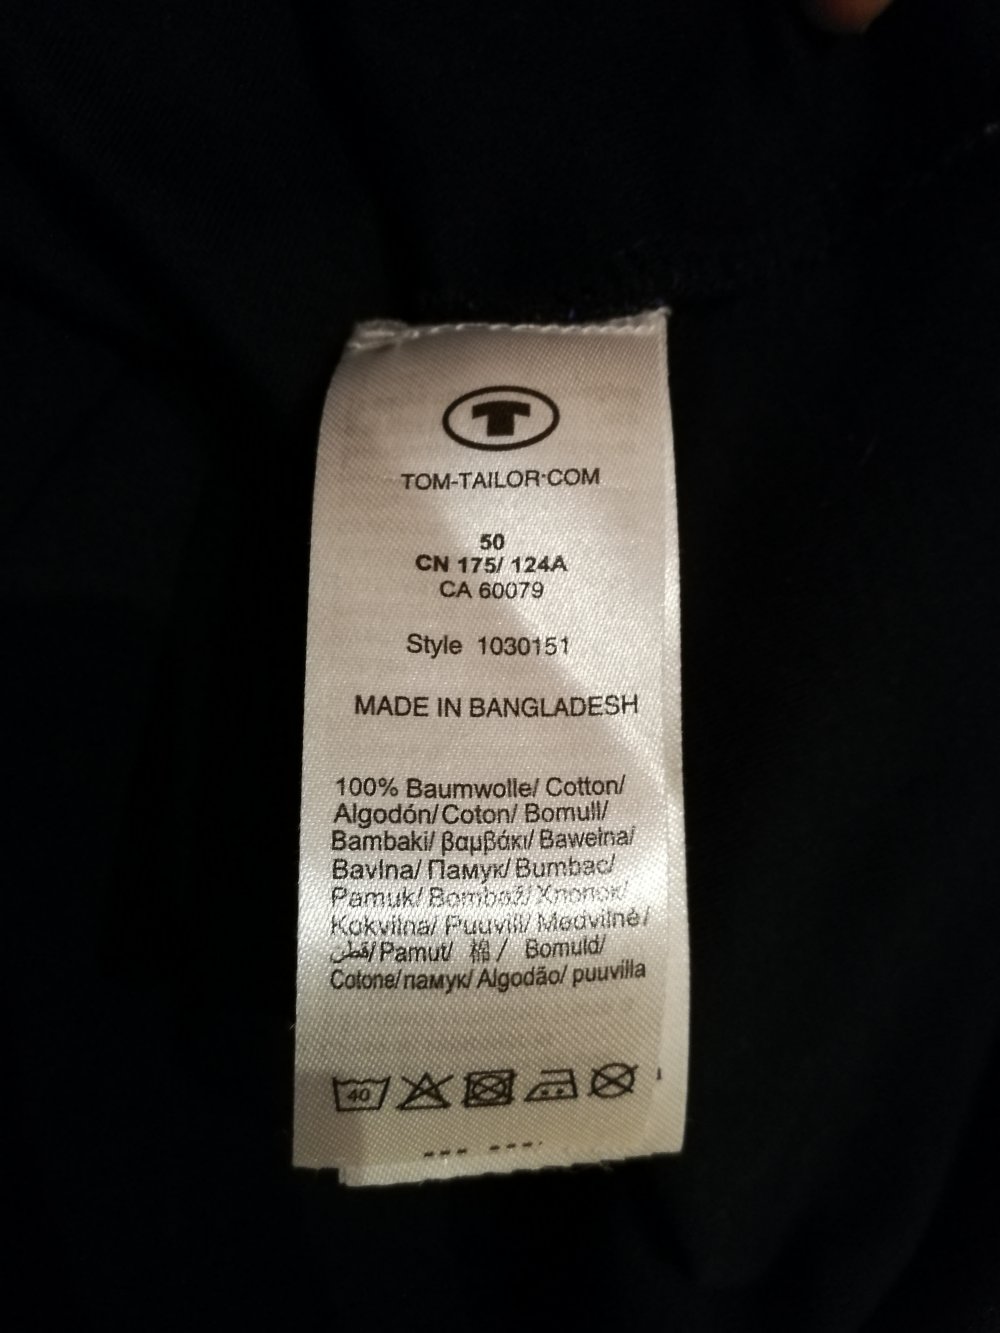 T
TOM-TAILOR·COM
50
CN 175/ 124A
CA 60079
Style 1030151
MADE IN BANGLADESH
100% Baumwolle/ Cotton/
Algodón/ Coton/ Bomull/
Bambaki/ βαμβάκι/ Bawełna/
Bavlna/ Памук/ Bumbac/
Pamuk/ Bombaž/ Хлопок/
Kokvilna/ Puuvill/ Medvilnė/
قطن/ Pamut/ 棉 / Bomuld/
Cotone/ памук/ Algodão/ puuvilla
40